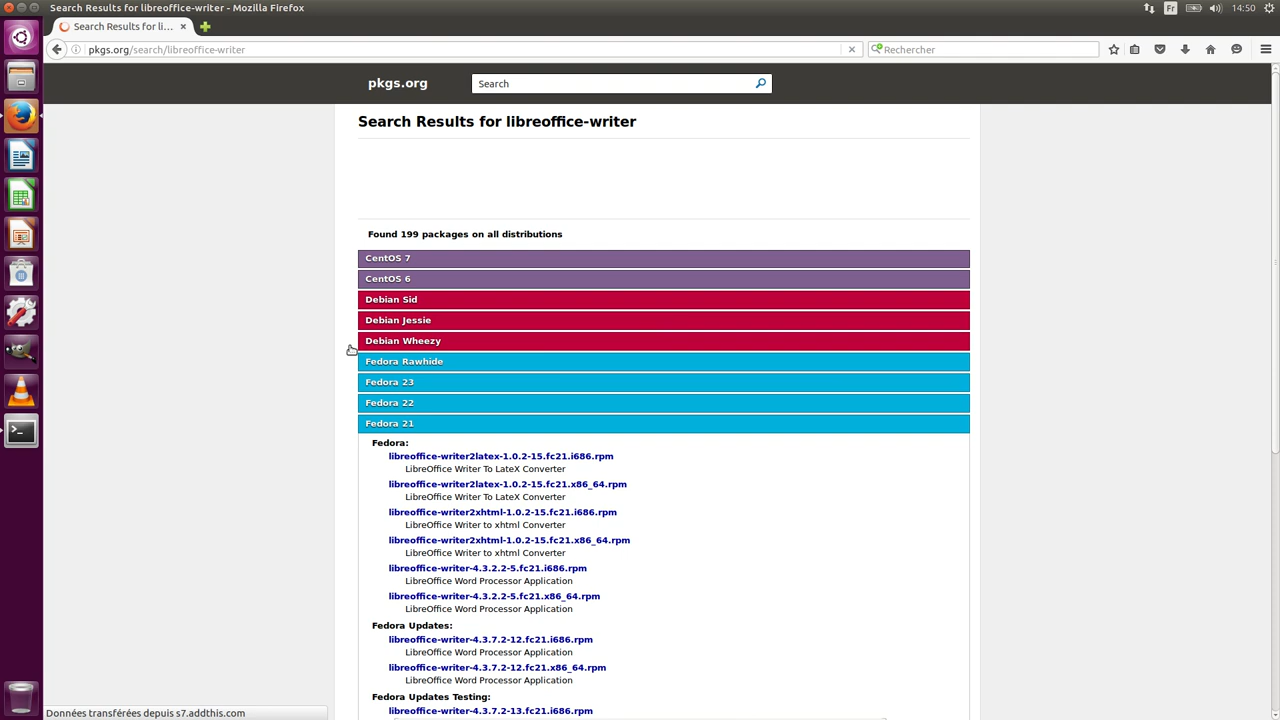 Search Results for libreoffice-writer - Mozilla Firefox
Fr
14:50
Search Results for li...
pkgs.org/search/libreoffice-writer
Rechercher
pkgs.org
Search
Search Results for libreoffice-writer
Found 199 packages on all distributions
CentOS 7
CentOS 6
Debian Sid
Debian Jessie
Debian Wheezy
Fedora Rawhide
Fedora 23
Fedora 22
Fedora 21
Fedora:
libreoffice-writer2latex-1.0.2-15.fc21.i686.rpm
LibreOffice Writer To LateX Converter
libreoffice-writer2latex-1.0.2-15.fc21.x86_64.rpm
LibreOffice Writer To LateX Converter
libreoffice-writer2xhtml-1.0.2-15.fc21.i686.rpm
LibreOffice Writer to xhtml Converter
libreoffice-writer2xhtml-1.0.2-15.fc21.x86_64.rpm
LibreOffice Writer to xhtml Converter
libreoffice-writer-4.3.2.2-5.fc21.i686.rpm
LibreOffice Word Processor Application
libreoffice-writer-4.3.2.2-5.fc21.x86_64.rpm
LibreOffice Word Processor Application
Fedora Updates:
libreoffice-writer-4.3.7.2-12.fc21.i686.rpm
LibreOffice Word Processor Application
libreoffice-writer-4.3.7.2-12.fc21.x86_64.rpm
LibreOffice Word Processor Application
Fedora Updates Testing:
libreoffice-writer-4.3.7.2-13.fc21.i686.rpm
Données transférées depuis s7.addthis.com